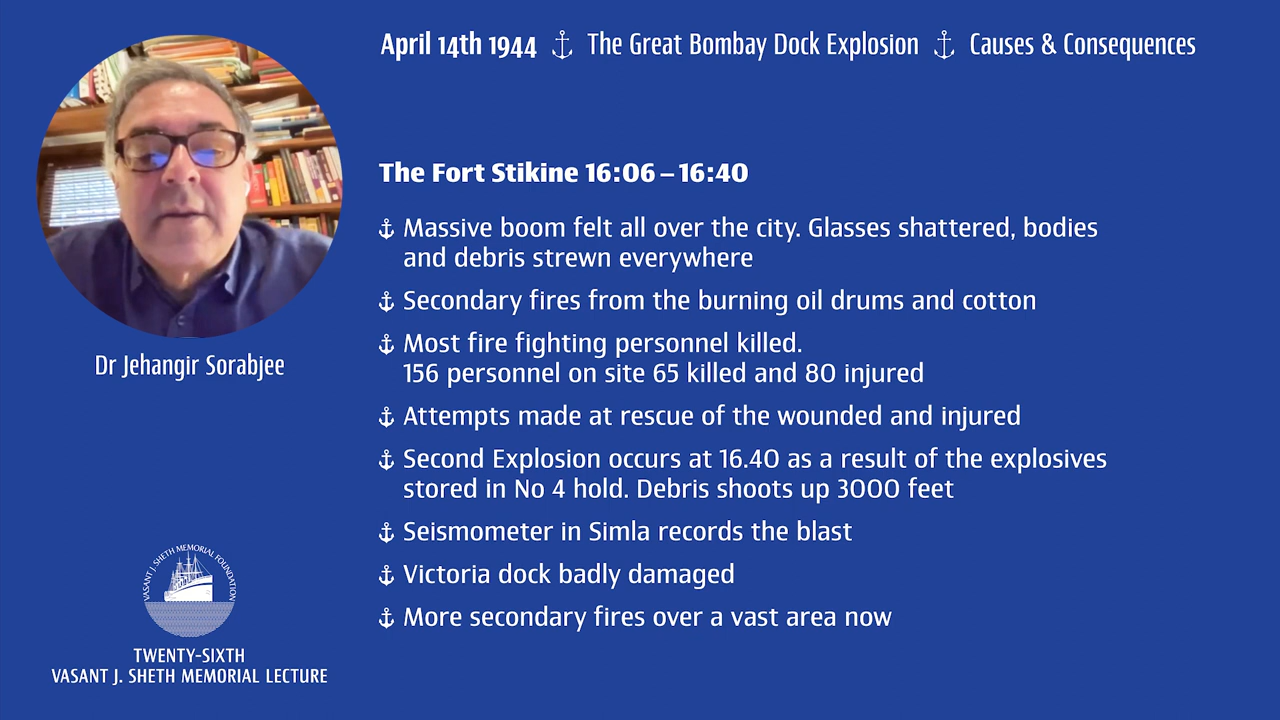 April 14th 1944 The Great Bombay Dock Explosion Causes & Consequences
The Fort Stikine 16:06 – 16:40
Massive boom felt all over the city. Glasses shattered, bodies
and debris strewn everywhere
Secondary fires from the burning oil drums and cotton
Most fire fighting personnel killed.
156 personnel on site 65 killed and 80 injured
Attempts made at rescue of the wounded and injured
Second Explosion occurs at 16.40 as a result of the explosives
stored in No 4 hold. Debris shoots up 3000 feet
Seismometer in Simla records the blast
Victoria dock badly damaged
More secondary fires over a vast area now
Dr Jehangir Sorabjee
VASANT J. SHETH MEMORIAL FOUNDATION
TWENTY-SIXTH
VASANT J. SHETH MEMORIAL LECTURE